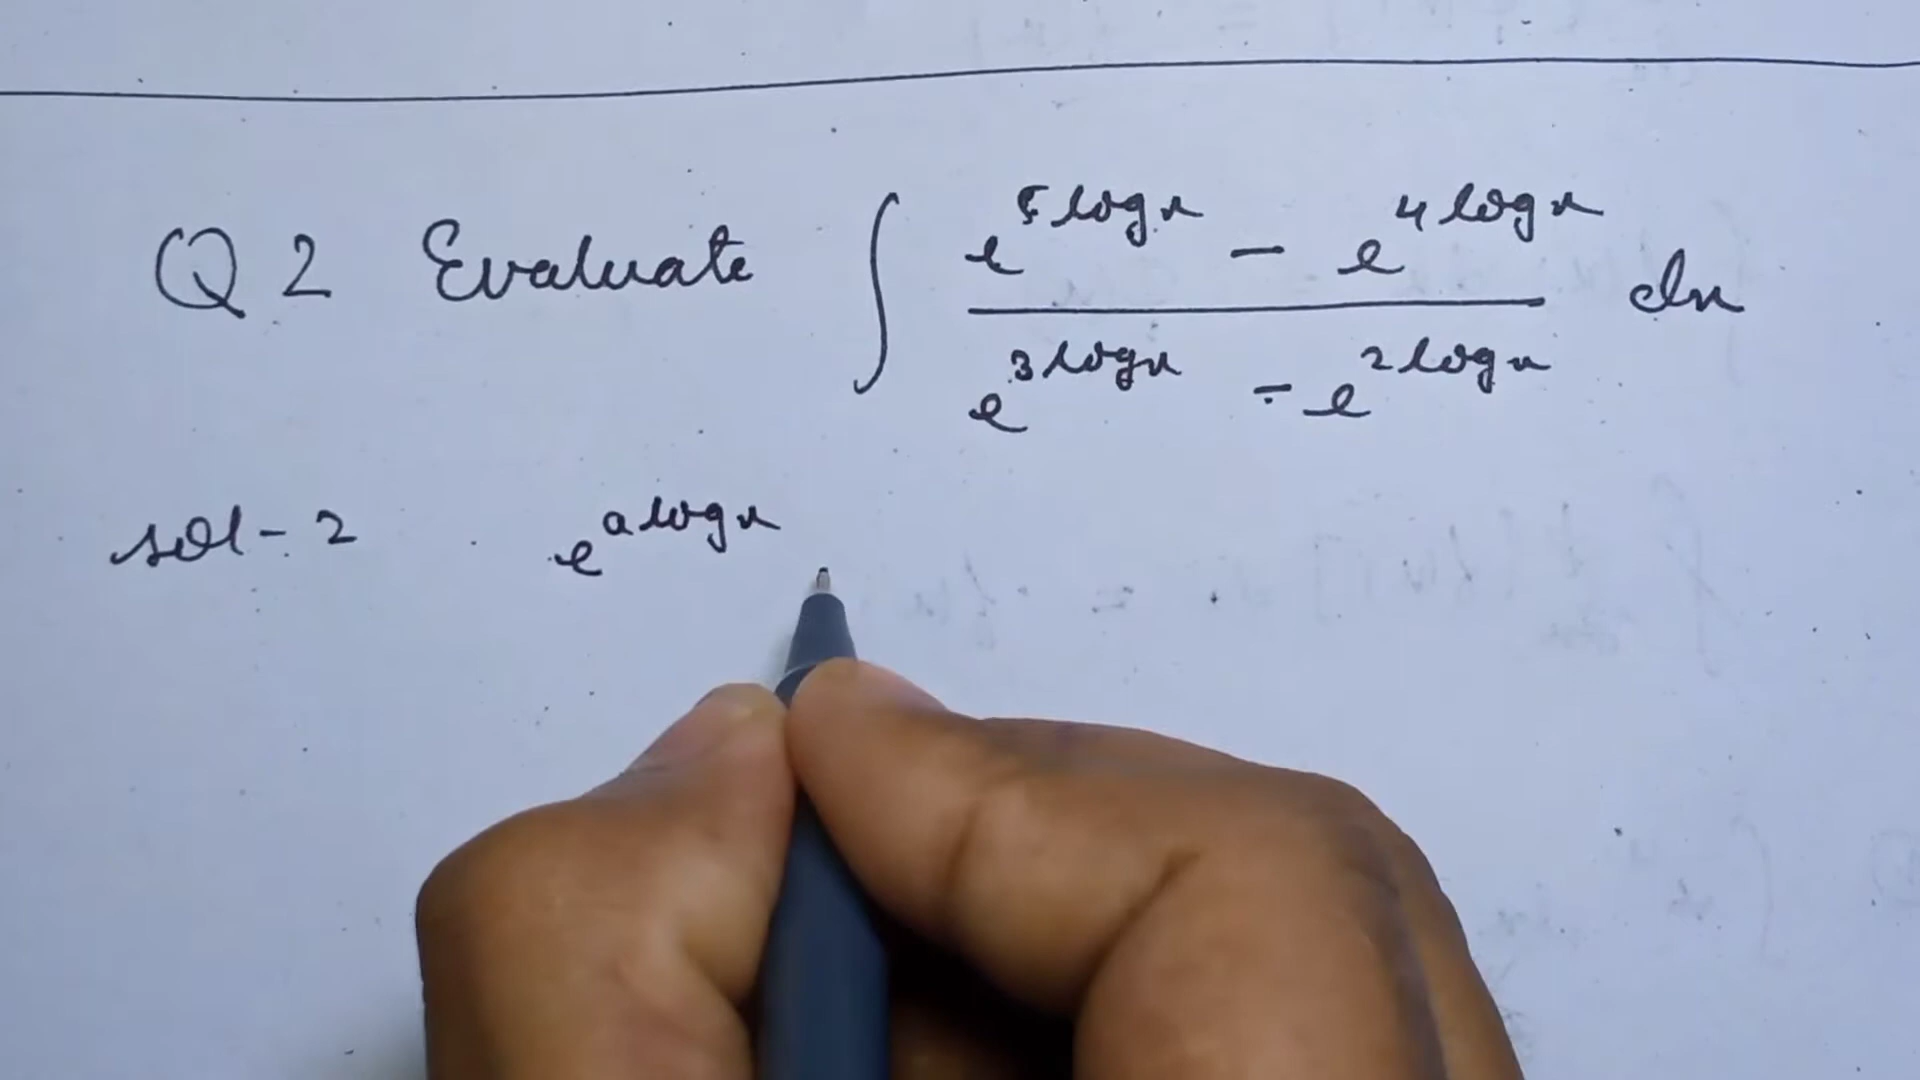 Q 2 Evaluate ∫ (e^{5 log x} - e^{4 log x}) / (e^{3 log x} - e^{2 log x}) dx
sol - 2 e^{a log x}